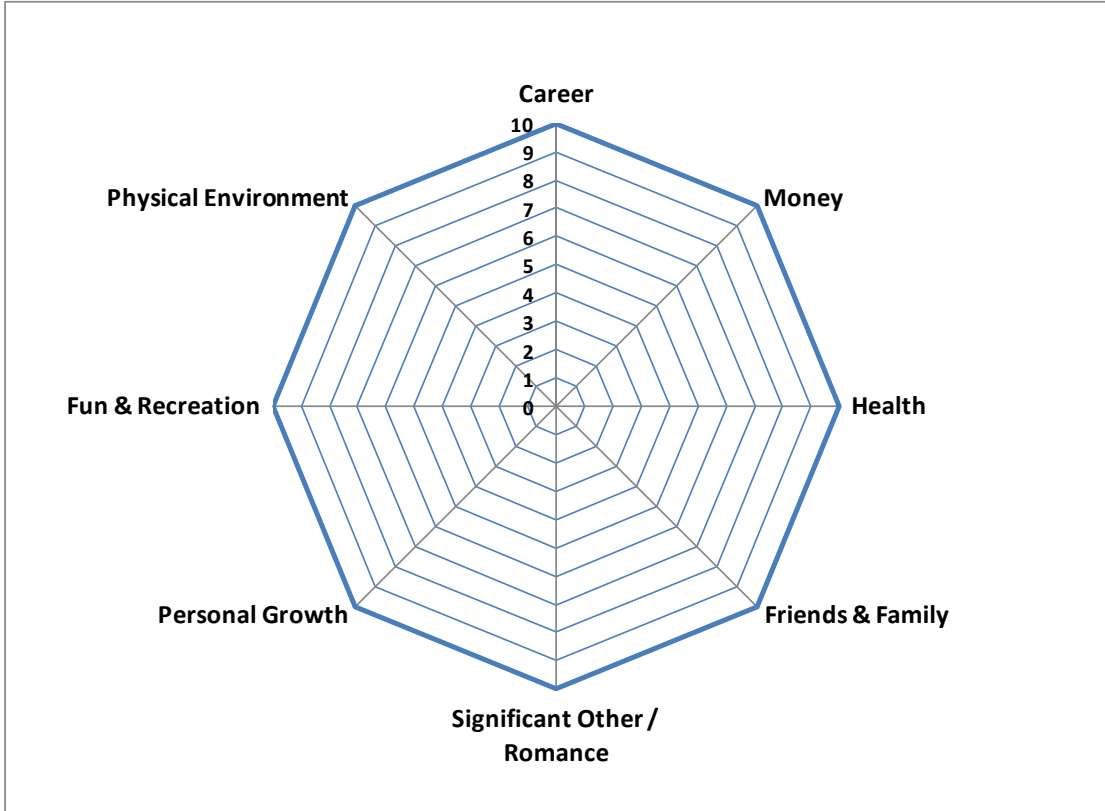 Career
10
9
8
7
6
5
4
3
2
1
0
Physical Environment
Money
Fun & Recreation
Health
Personal Growth
Friends & Family
Significant Other /
Romance